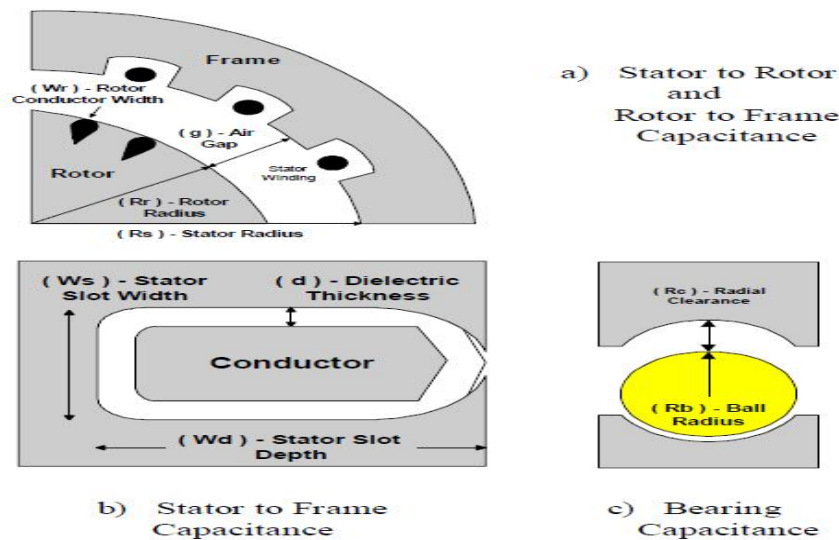 Frame
( Wr ) - Rotor
Conductor Width
( g ) - Air
Gap
Stator
Winding
Rotor
( Rr ) - Rotor
Radius
( Rs ) - Stator Radius
a) Stator to Rotor
and
Rotor to Frame
Capacitance
( Ws ) - Stator
Slot Width
( d ) - Dielectric
Thickness
Conductor
( Wd ) - Stator Slot
Depth
b) Stator to Frame
Capacitance
( Rc ) - Radial
Clearance
( Rb ) - Ball
Radius
c) Bearing
Capacitance